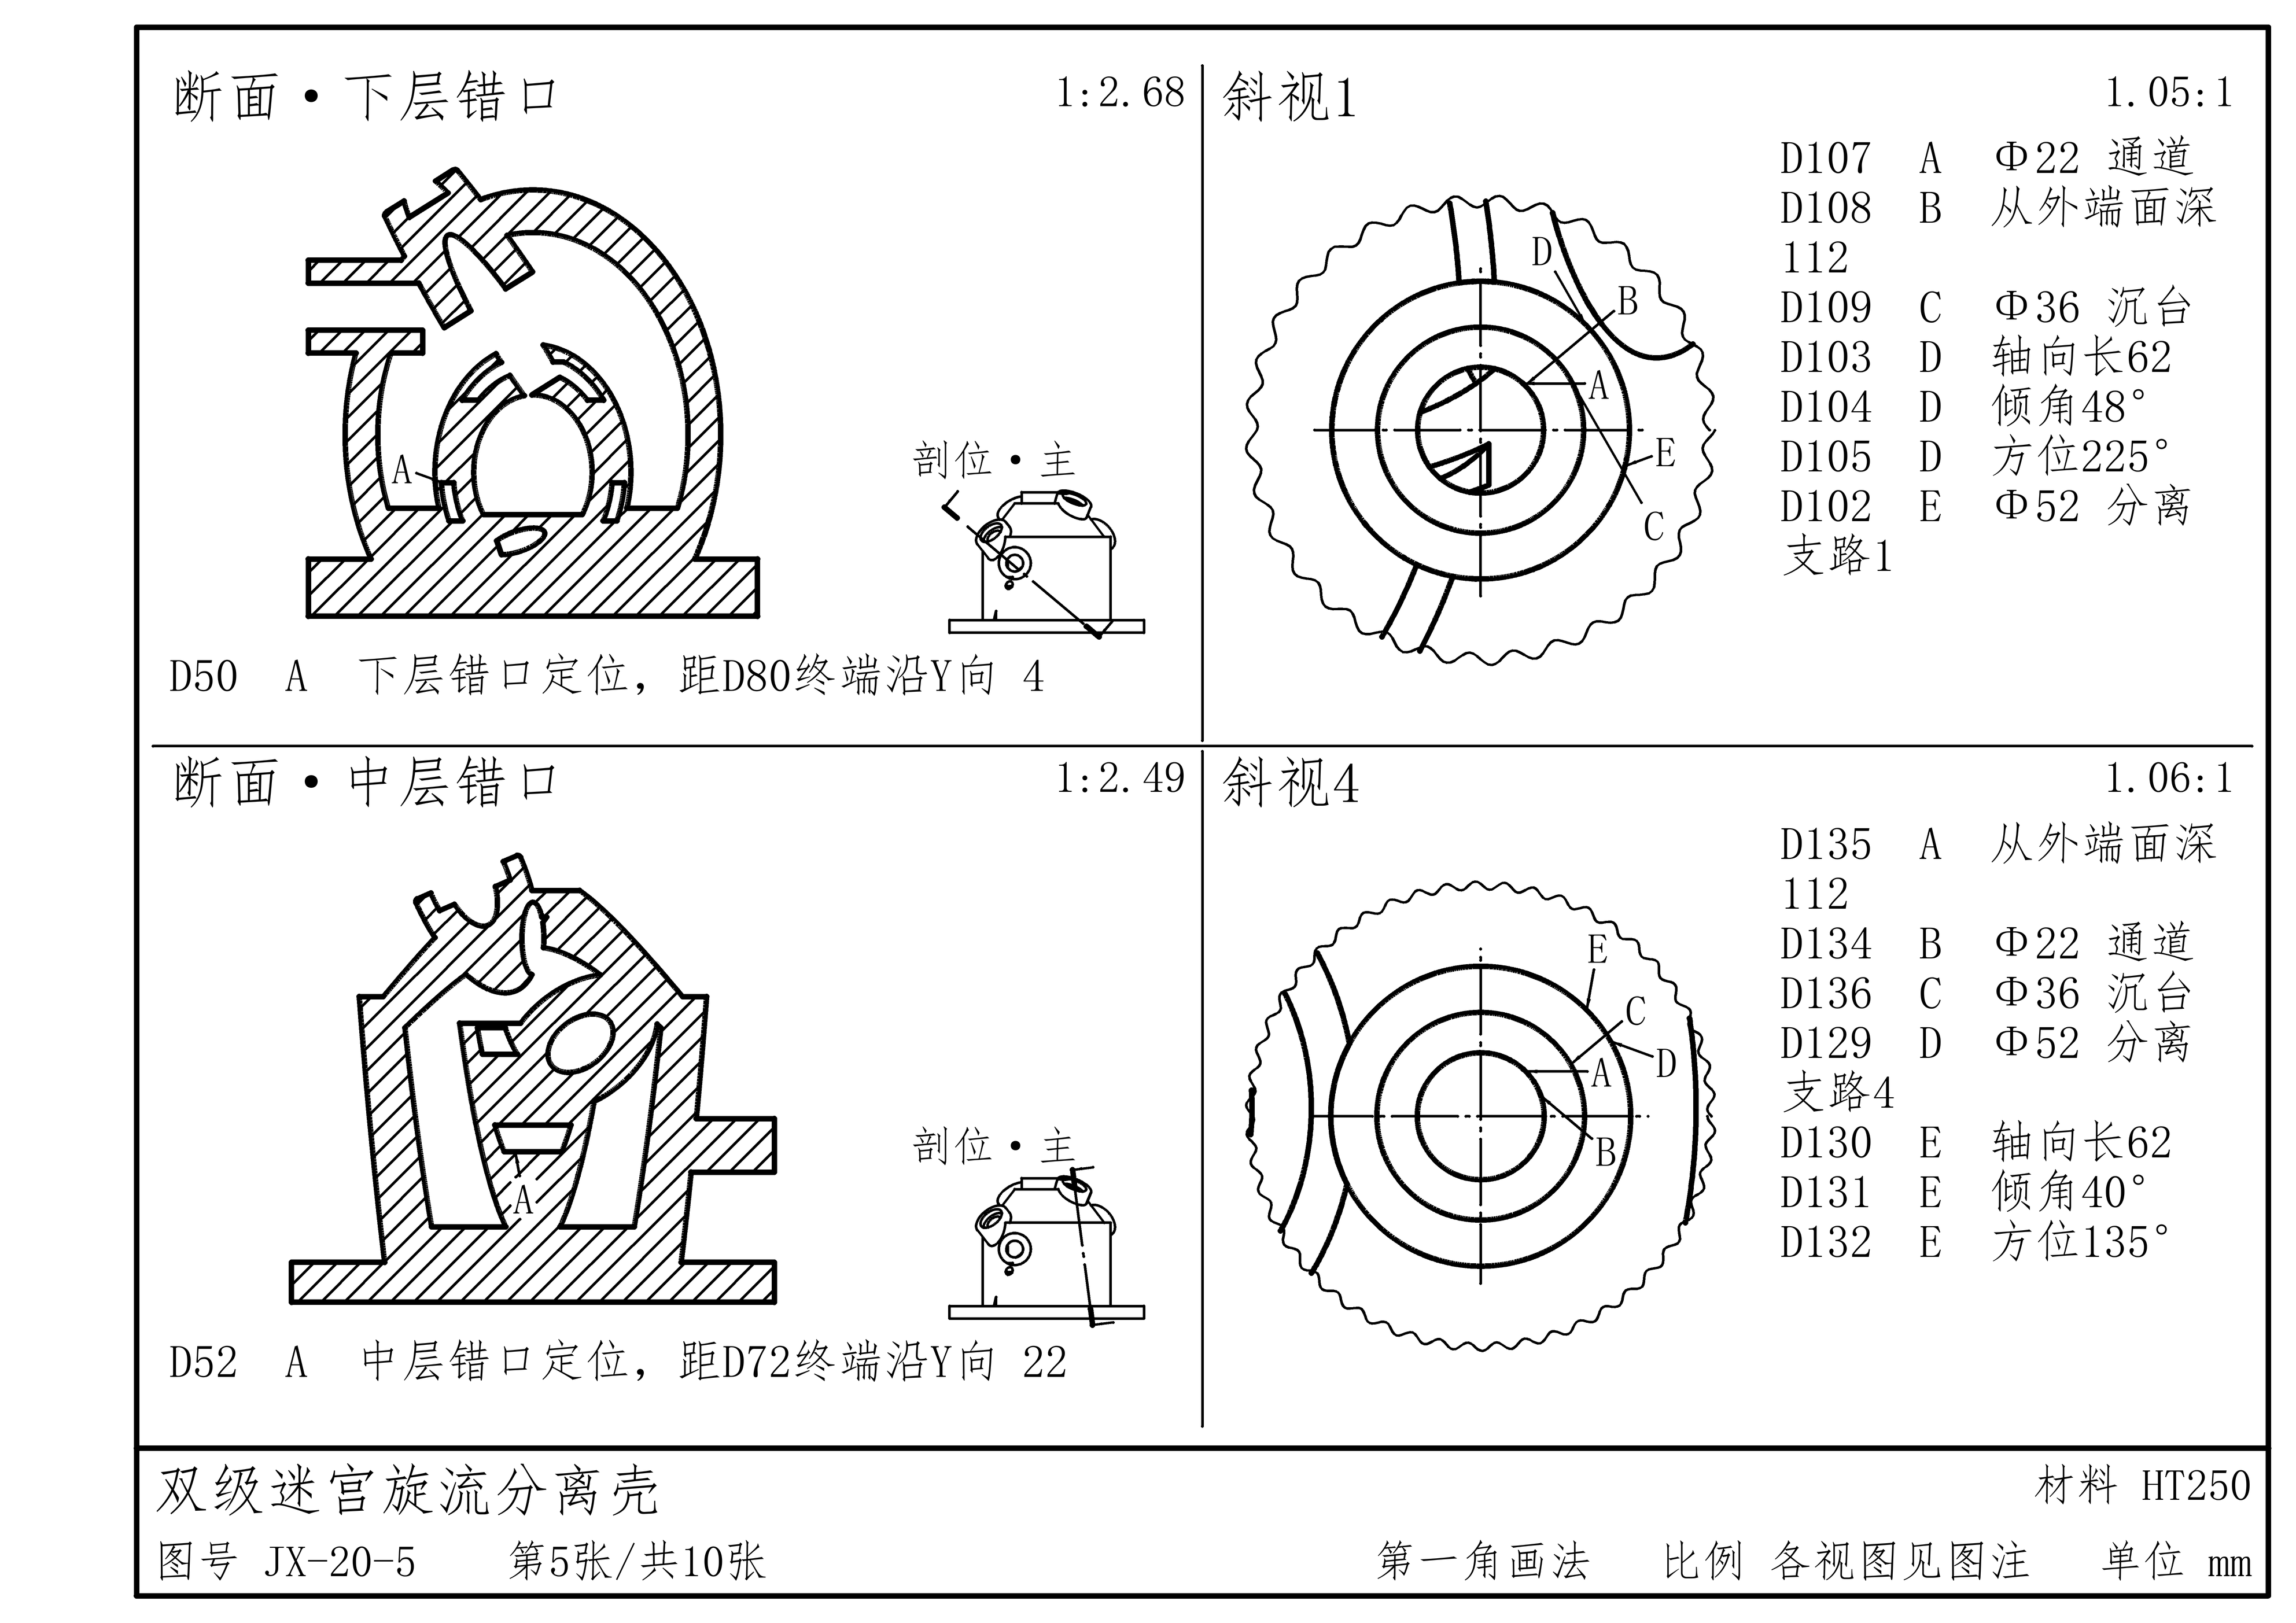 断面·下层错口 1:2.68
A
剖位·主
D50 A 下层错口定位，距D80终端沿Y向 4
斜视1 1.05:1
D107 A Φ22 通道
D108 B 从外端面深
112
D109 C Φ36 沉台
D103 D 轴向长62
D104 D 倾角48°
D105 D 方位225°
D102 E Φ52 分离
支路1
D
B
A
E
C
断面·中层错口 1:2.49
A
剖位·主
D52 A 中层错口定位，距D72终端沿Y向 22
斜视4 1.06:1
D135 A 从外端面深
112
D134 B Φ22 通道
D136 C Φ36 沉台
D129 D Φ52 分离
支路4
D130 E 轴向长62
D131 E 倾角40°
D132 E 方位135°
E
C
D
A
B
双级迷宫旋流分离壳 材料 HT250
图号 JX-20-5 第5张/共10张 第一角画法 比例 各视图见图注 单位 mm